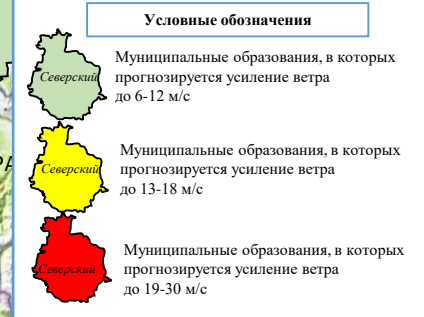 Условные обозначения
Северский
Муниципальные образования, в которых
прогнозируется усиление ветра
до 6-12 м/с
Северский
Муниципальные образования, в которых
прогнозируется усиление ветра
до 13-18 м/с
Северский
Муниципальные образования, в которых
прогнозируется усиление ветра
до 19-30 м/с